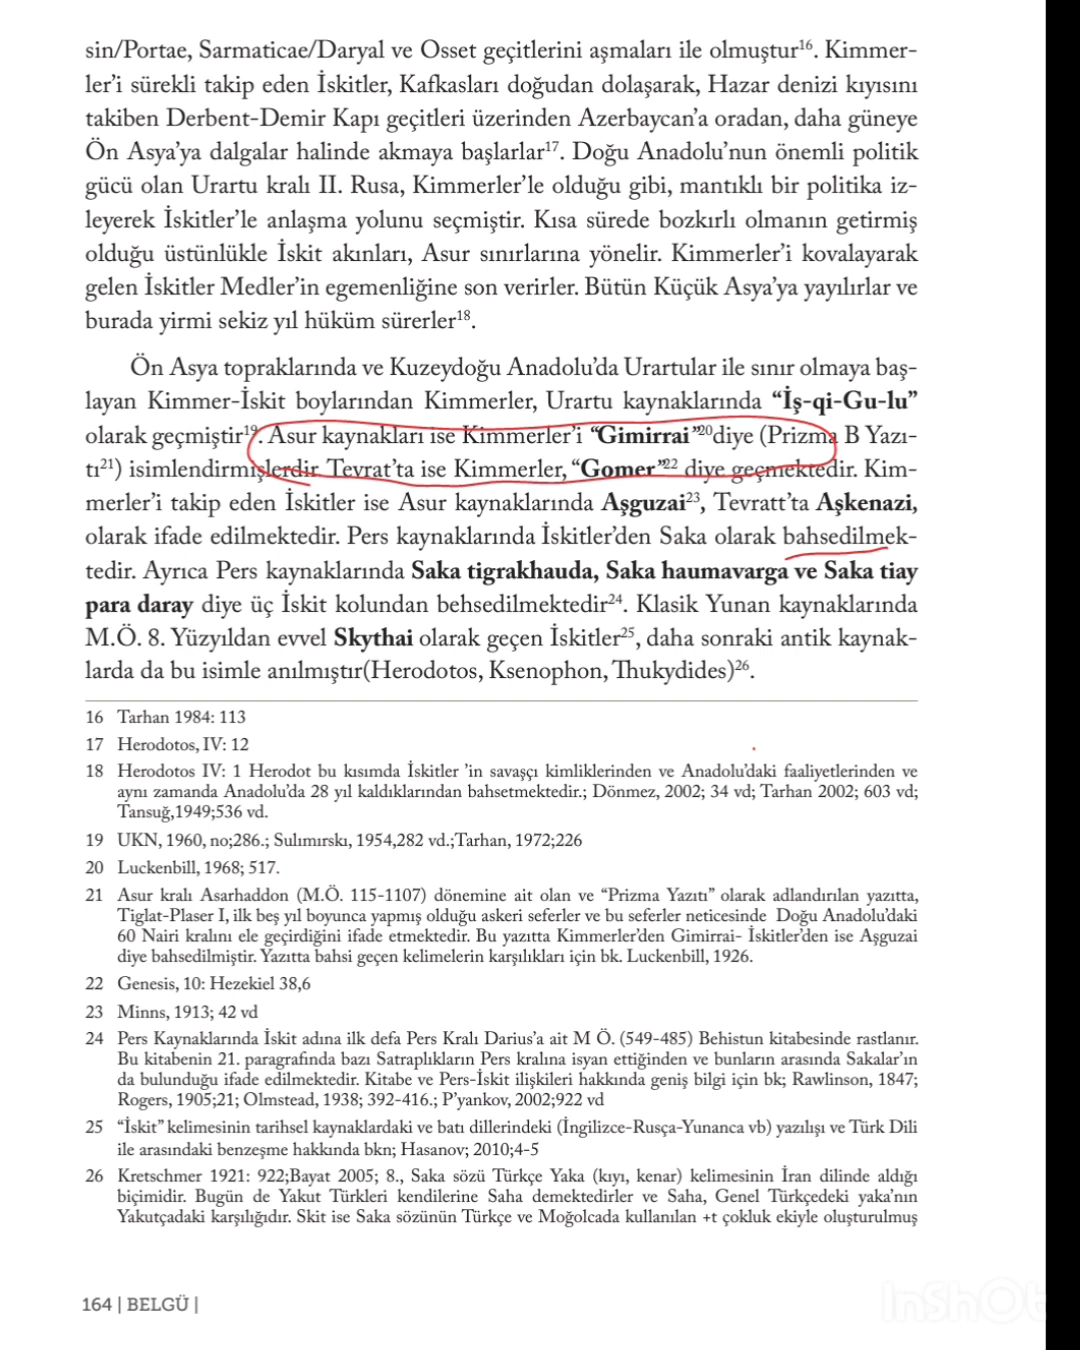 sin/Portae, Sarmaticae/Daryal ve Osset geçitlerini aşmaları ile olmuştur16. Kimmer-
ler’i sürekli takip eden İskitler, Kafkasları doğudan dolaşarak, Hazar denizi kıyısını
takiben Derbent-Demir Kapı geçitleri üzerinden Azerbaycan’a oradan, daha güneye
Ön Asya’ya dalgalar halinde akmaya başlarlar17. Doğu Anadolu’nun önemli politik
gücü olan Urartu kralı II. Rusa, Kimmerler’le olduğu gibi, mantıklı bir politika iz-
leyerek İskitler’le anlaşma yolunu seçmiştir. Kısa sürede bozkırlı olmanın getirmiş
olduğu üstünlükle İskit akınları, Asur sınırlarına yönelir. Kimmerler’i kovalayarak
gelen İskitler Medler’in egemenliğine son verirler. Bütün Küçük Asya’ya yayılırlar ve
burada yirmi sekiz yıl hüküm sürerler18.
Ön Asya topraklarında ve Kuzeydoğu Anadolu’da Urartular ile sınır olmaya baş-
layan Kimmer-İskit boylarından Kimmerler, Urartu kaynaklarında “İş-qi-Gu-lu”
olarak geçmiştir19. Asur kaynakları ise Kimmerler’i “Gimirrai”20diye (Prizma B Yazı-
tı21) isimlendirmişlerdir. Tevrat’ta ise Kimmerler, “Gomer”22 diye geçmektedir. Kim-
merler’i takip eden İskitler ise Asur kaynaklarında Aşguzai23, Tevratt’ta Aşkenazi,
olarak ifade edilmektedir. Pers kaynaklarında İskitler’den Saka olarak bahsedilmek-
tedir. Ayrıca Pers kaynaklarında Saka tigrakhauda, Saka haumavarga ve Saka tiay
para daray diye üç İskit kolundan behsedilmektedir24. Klasik Yunan kaynaklarında
M.Ö. 8. Yüzyıldan evvel Skythai olarak geçen İskitler25, daha sonraki antik kaynak-
larda da bu isimle anılmıştır(Herodotos, Ksenophon, Thukydides)26.
16 Tarhan 1984: 113
17 Herodotos, IV: 12
18 Herodotos IV: 1 Herodot bu kısımda İskitler ’in savaşçı kimliklerinden ve Anadolu’daki faaliyetlerinden ve
aynı zamanda Anadolu’da 28 yıl kaldıklarından bahsetmektedir.; Dönmez, 2002; 34 vd; Tarhan 2002; 603 vd;
Tansuğ,1949;536 vd.
19 UKN, 1960, no;286.; Sulımırskı, 1954,282 vd.;Tarhan, 1972;226
20 Luckenbill, 1968; 517.
21 Asur kralı Asarhaddon (M.Ö. 115-1107) dönemine ait olan ve “Prizma Yazıtı” olarak adlandırılan yazıtta,
Tiglat-Plaser I, ilk beş yıl boyunca yapmış olduğu askeri seferler ve bu seferler neticesinde Doğu Anadolu’daki
60 Nairi kralını ele geçirdiğini ifade etmektedir. Bu yazıtta Kimmerler’den Gimirrai- İskitler’den ise Aşguzai
diye bahsedilmiştir. Yazıtta bahsi geçen kelimelerin karşılıkları için bk. Luckenbill, 1926.
22 Genesis, 10: Hezekiel 38,6
23 Minns, 1913; 42 vd
24 Pers Kaynaklarında İskit adına ilk defa Pers Kralı Darius’a ait M Ö. (549-485) Behistun kitabesinde rastlanır.
Bu kitabenin 21. paragrafında bazı Satraplıkların Pers kralına isyan ettiğinden ve bunların arasında Sakalar’ın
da bulunduğu ifade edilmektedir. Kitabe ve Pers-İskit ilişkileri hakkında geniş bilgi için bk; Rawlinson, 1847;
Rogers, 1905;21; Olmstead, 1938; 392-416.; P’yankov, 2002;922 vd
25 “İskit” kelimesinin tarihsel kaynaklardaki ve batı dillerindeki (İngilizce-Rusça-Yunanca vb) yazılışı ve Türk Dili
ile arasındaki benzeşme hakkında bkn; Hasanov; 2010;4-5
26 Kretschmer 1921: 922;Bayat 2005; 8., Saka sözü Türkçe Yaka (kıyı, kenar) kelimesinin İran dilinde aldığı
biçimidir. Bugün de Yakut Türkleri kendilerine Saha demektedirler ve Saha, Genel Türkçedeki yaka’nın
Yakutçadaki karşılığıdır. Skit ise Saka sözünün Türkçe ve Moğolcada kullanılan +t çokluk ekiyle oluşturulmuş
164 | BELGÜ |
InShOt